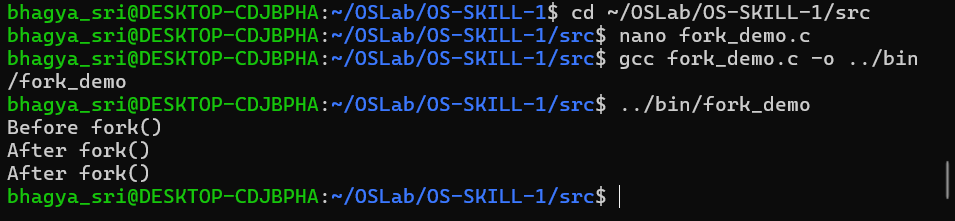 bhagya_sri@DESKTOP-CDJBPHA:~/OSLab/OS-SKILL-1$ cd ~/OSLab/OS-SKILL-1/src
bhagya_sri@DESKTOP-CDJBPHA:~/OSLab/OS-SKILL-1/src$ nano fork_demo.c
bhagya_sri@DESKTOP-CDJBPHA:~/OSLab/OS-SKILL-1/src$ gcc fork_demo.c -o ../bin
/fork_demo
bhagya_sri@DESKTOP-CDJBPHA:~/OSLab/OS-SKILL-1/src$ ../bin/fork_demo
Before fork()
After fork()
After fork()
bhagya_sri@DESKTOP-CDJBPHA:~/OSLab/OS-SKILL-1/src$